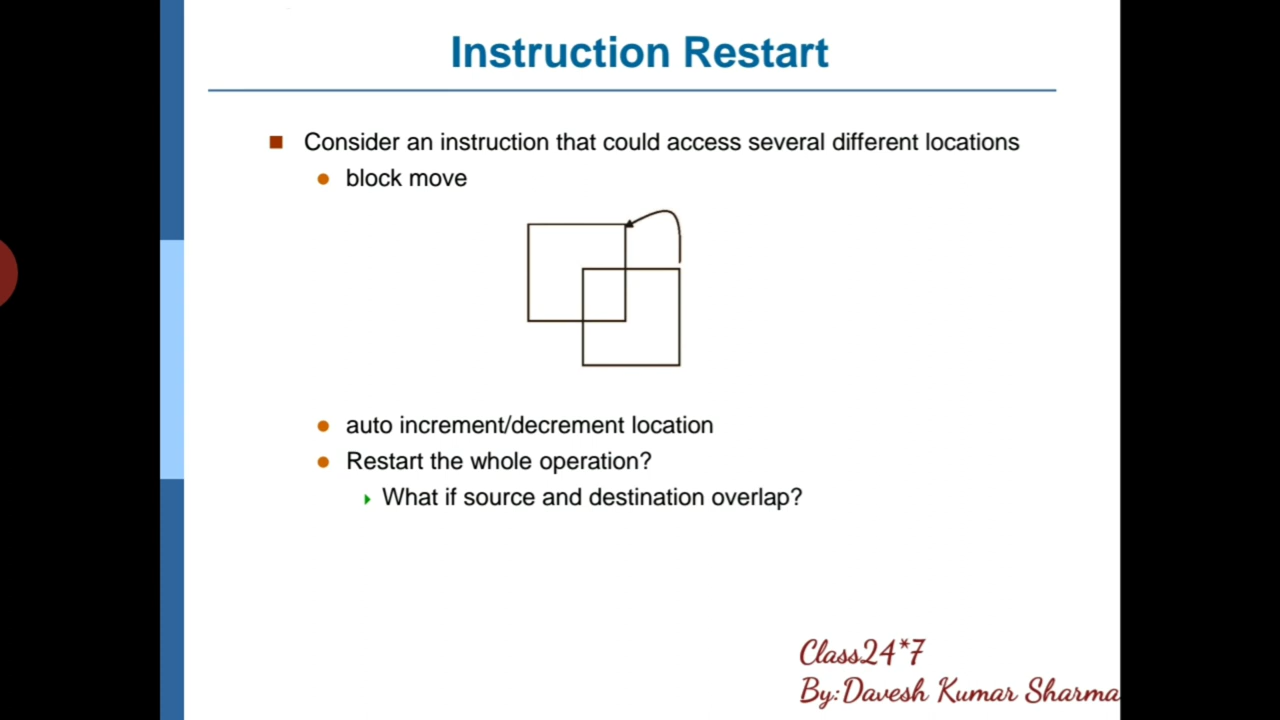 Instruction Restart
Consider an instruction that could access several different locations
block move
auto increment/decrement location
Restart the whole operation?
What if source and destination overlap?
Class24*7
By:Davesh Kumar Sharma